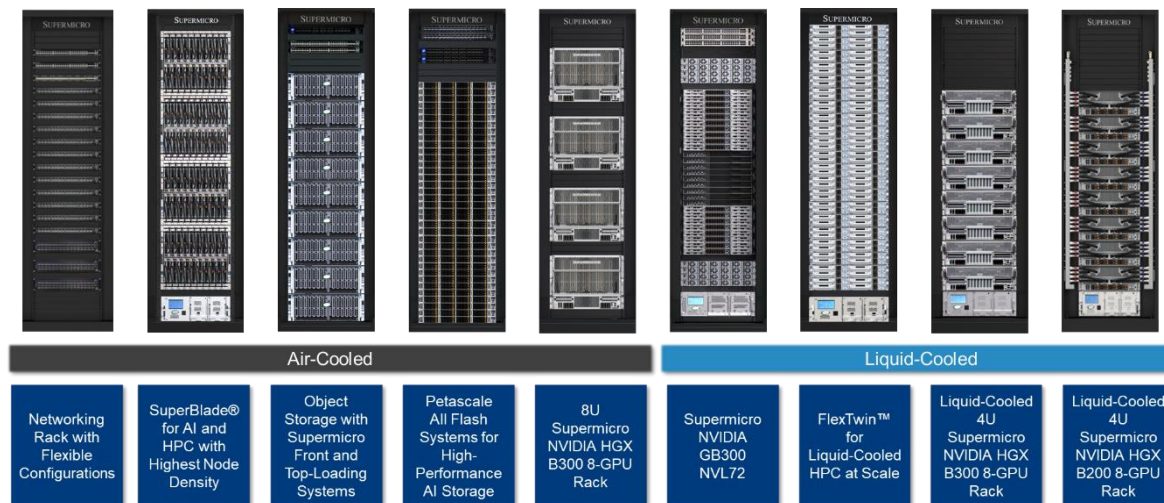 SUPERMICRO
SUPERMICRO
SUPERMICRO
SUPERMICRO
SUPERMICRO
SUPERMICRO
SUPERMICRO
SUPERMICRO
SUPERMICRO
Air-Cooled
Liquid-Cooled
Networking
Rack with
Flexible
Configurations
SuperBlade®
for AI and
HPC with
Highest Node
Density
Object
Storage with
Supermicro
Front and
Top-Loading
Systems
Petascale
All Flash
Systems for
High-
Performance
AI Storage
8U
Supermicro
NVIDIA HGX
B300 8-GPU
Rack
Supermicro
NVIDIA
GB300
NVL72
FlexTwin™
for
Liquid-Cooled
HPC at Scale
Liquid-Cooled
4U
Supermicro
NVIDIA HGX
B300 8-GPU
Rack
Liquid-Cooled
4U
Supermicro
NVIDIA HGX
B200 8-GPU
Rack